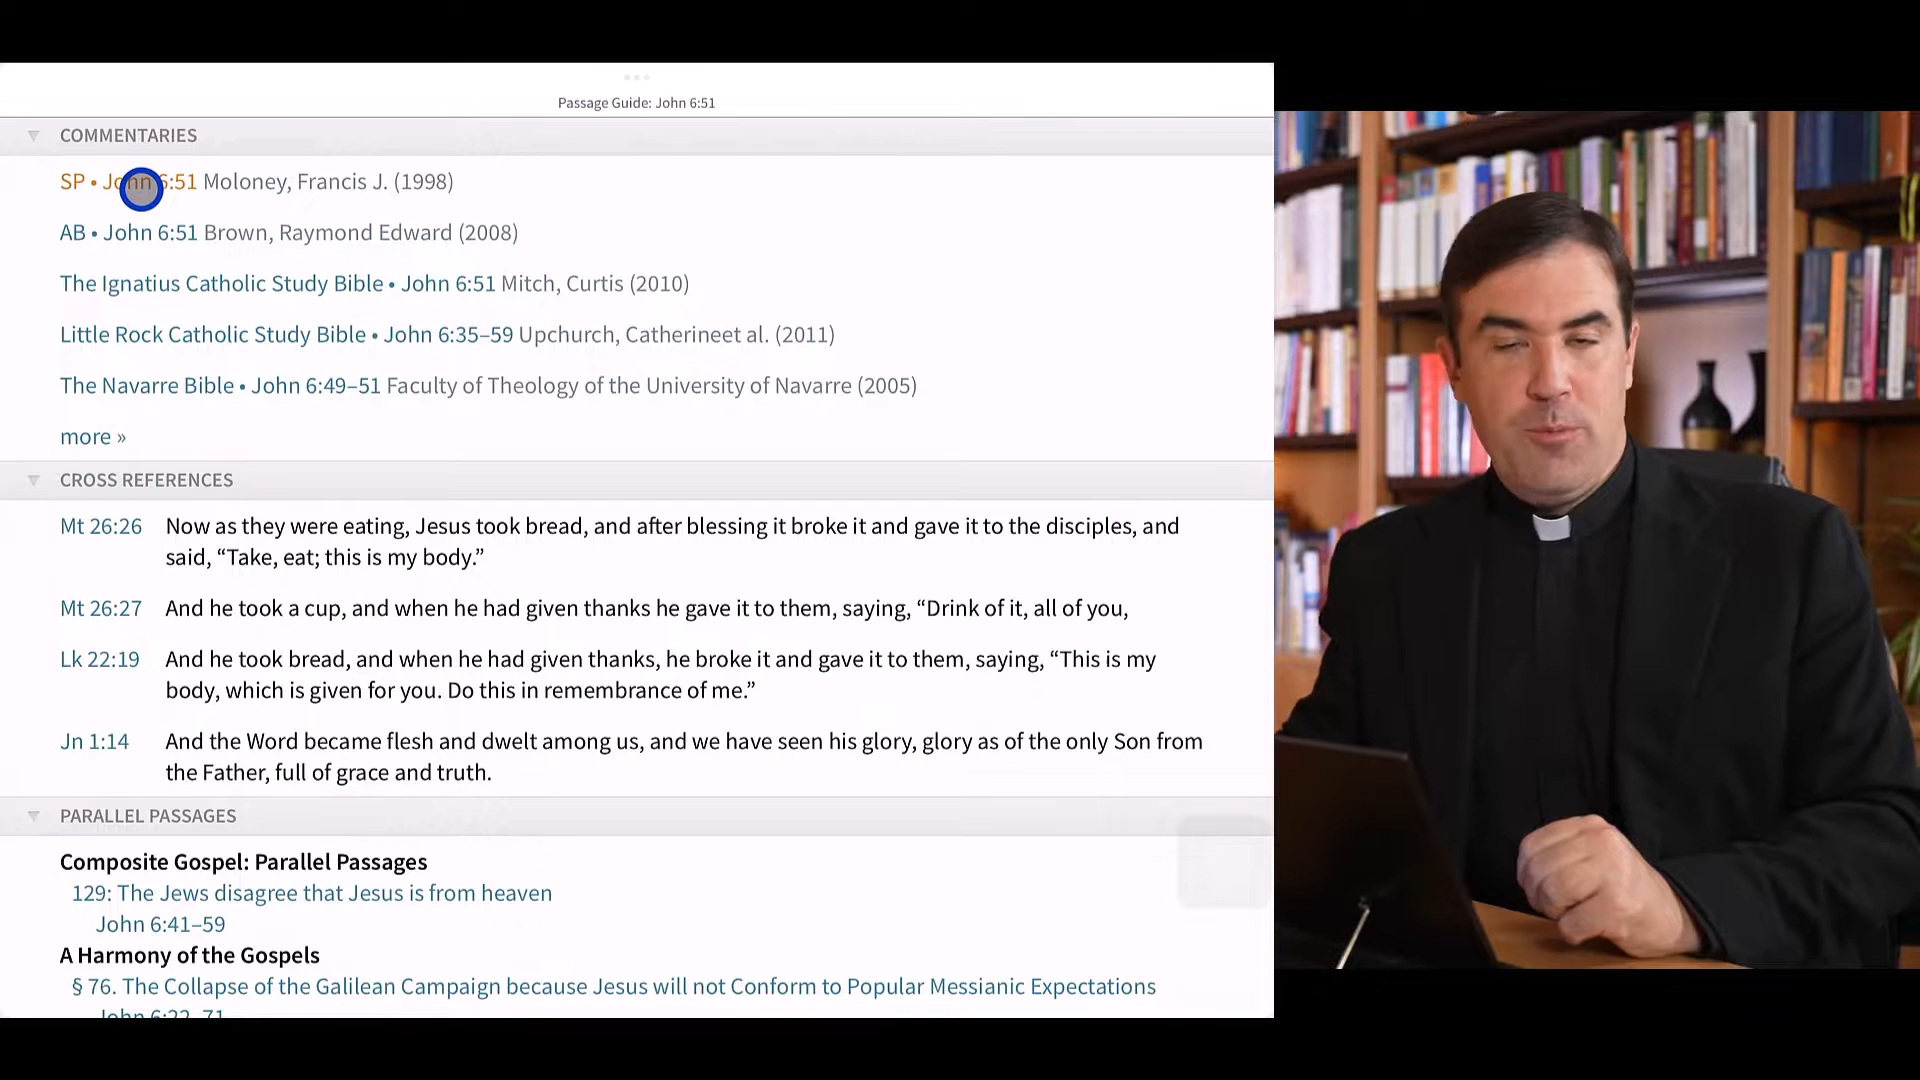 Passage Guide: John 6:51
COMMENTARIES
SP • John 6:51 Moloney, Francis J. (1998)
AB • John 6:51 Brown, Raymond Edward (2008)
The Ignatius Catholic Study Bible • John 6:51 Mitch, Curtis (2010)
Little Rock Catholic Study Bible • John 6:35–59 Upchurch, Catherineet al. (2011)
The Navarre Bible • John 6:49–51 Faculty of Theology of the University of Navarre (2005)
more »
CROSS REFERENCES
Mt 26:26 Now as they were eating, Jesus took bread, and after blessing it broke it and gave it to the disciples, and
said, “Take, eat; this is my body.”
Mt 26:27 And he took a cup, and when he had given thanks he gave it to them, saying, “Drink of it, all of you,
Lk 22:19 And he took bread, and when he had given thanks, he broke it and gave it to them, saying, “This is my
body, which is given for you. Do this in remembrance of me.”
Jn 1:14 And the Word became flesh and dwelt among us, and we have seen his glory, glory as of the only Son from
the Father, full of grace and truth.
PARALLEL PASSAGES
Composite Gospel: Parallel Passages
129: The Jews disagree that Jesus is from heaven
John 6:41–59
A Harmony of the Gospels
§ 76. The Collapse of the Galilean Campaign because Jesus will not Conform to Popular Messianic Expectations
John 6:22–71